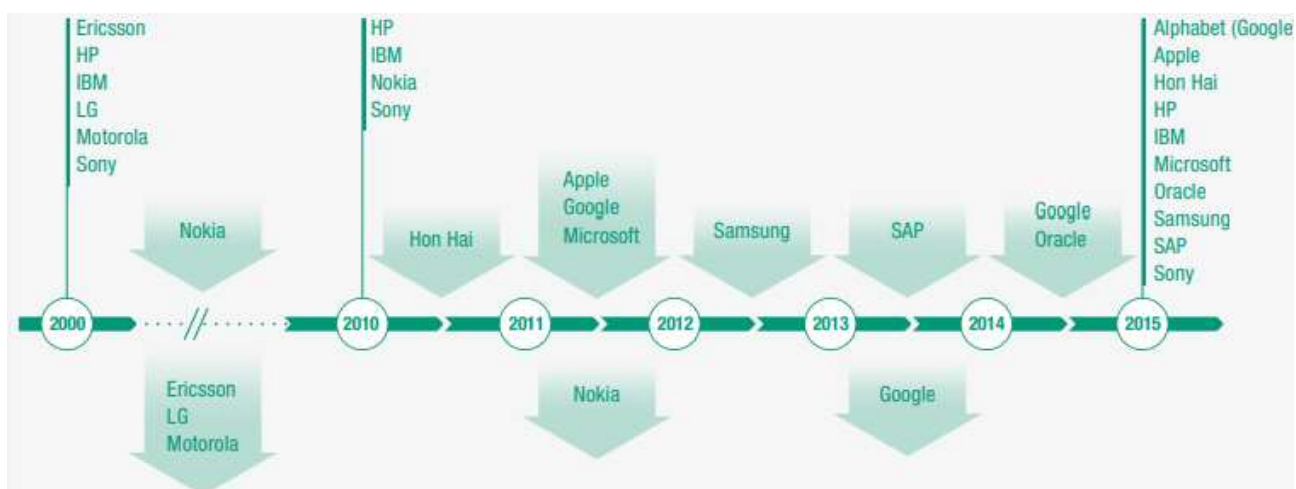 Ericsson
HP
IBM
LG
Motorola
Sony
Nokia
HP
IBM
Nokia
Sony
Hon Hai
Apple
Google
Microsoft
Samsung
SAP
Google
Oracle
Alphabet (Google
Apple
Hon Hai
HP
IBM
Microsoft
Oracle
Samsung
SAP
Sony
2000
2010
2011
2012
2013
2014
2015
Ericsson
LG
Motorola
Nokia
Google